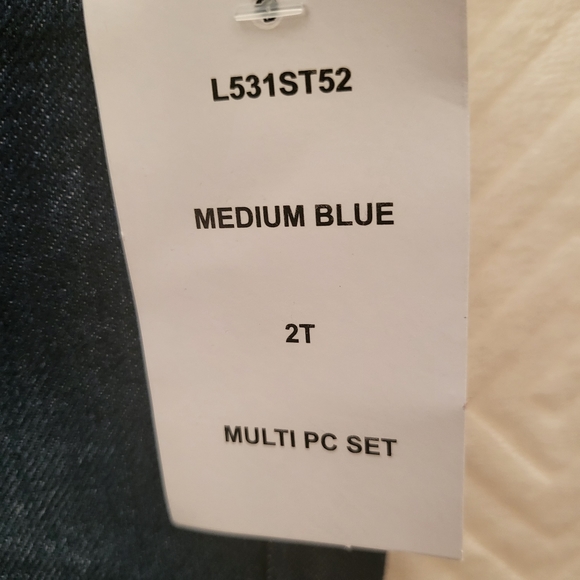 L531ST52
MEDIUM BLUE
2T
MULTI PC SET